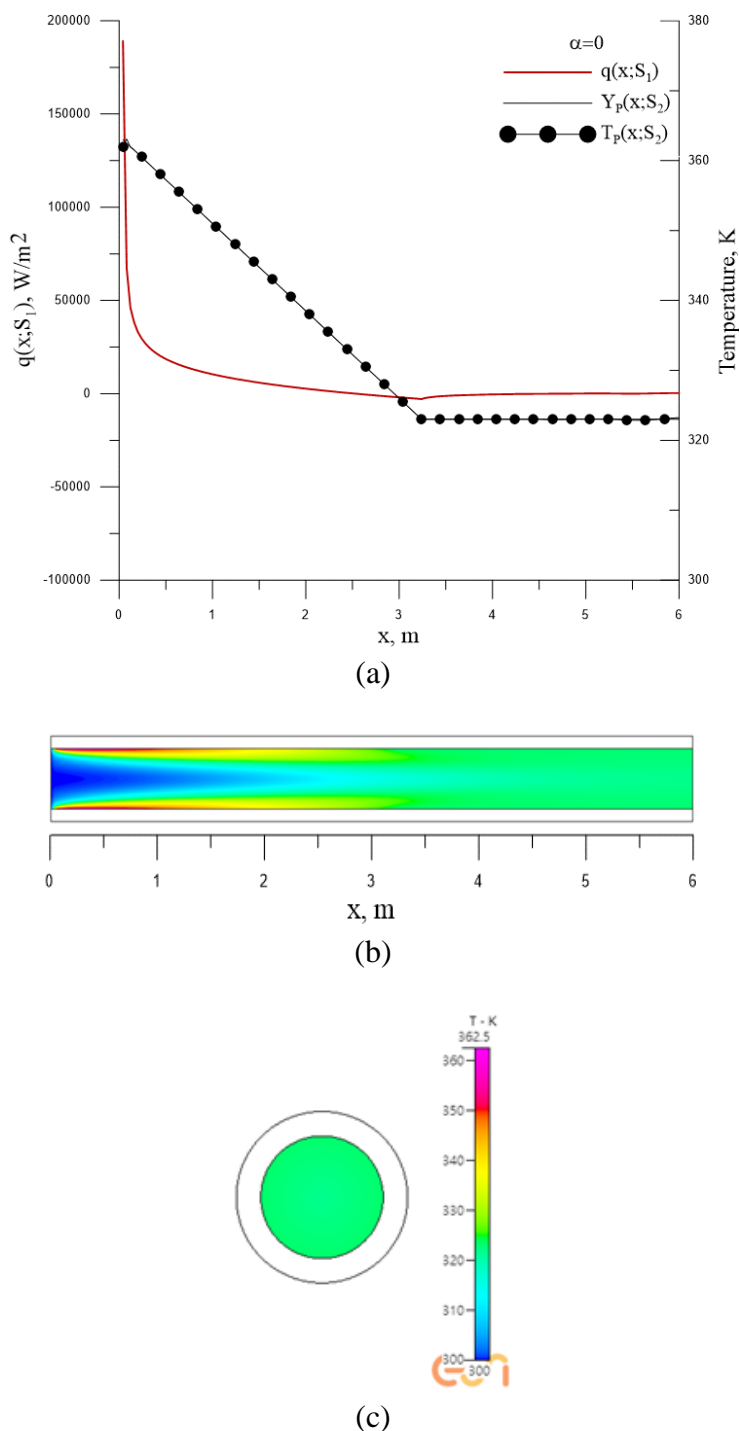 200000
150000
100000
50000
0
-50000
-100000
q(x;S₁), W/m2
α=0
q(x;S₁)
Yₚ(x;S₂)
Tₚ(x;S₂)
380
360
340
320
300
Temperature, K
0 1 2 3 4 5 6
x, m
(a)
0 1 2 3 4 5 6
x, m
(b)
T - K
362.5
360
350
340
330
320
310
300
300
(c)